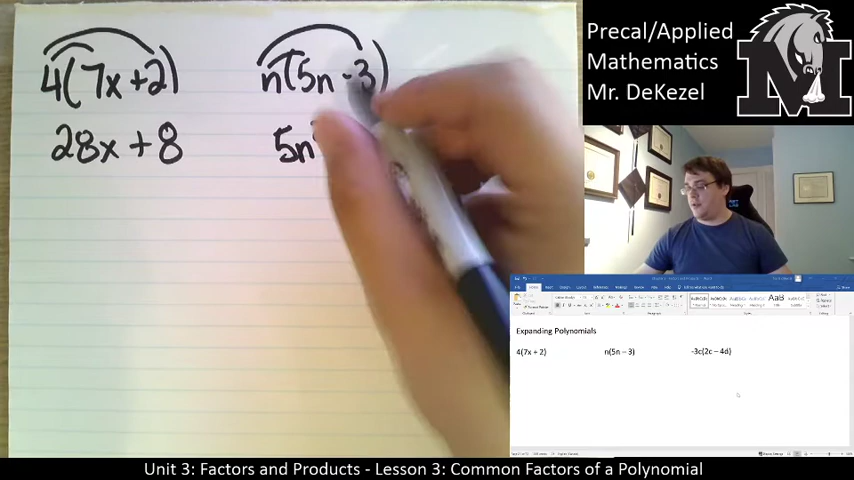 4(7x+2)
28x+8
n(5n-3)
5n
Precal/Applied
Mathematics
Mr. DeKezel
M
Expanding Polynomials
4(7x + 2)
n(5n – 3)
-3c(2c – 4d)
Unit 3: Factors and Products - Lesson 3: Common Factors of a Polynomial